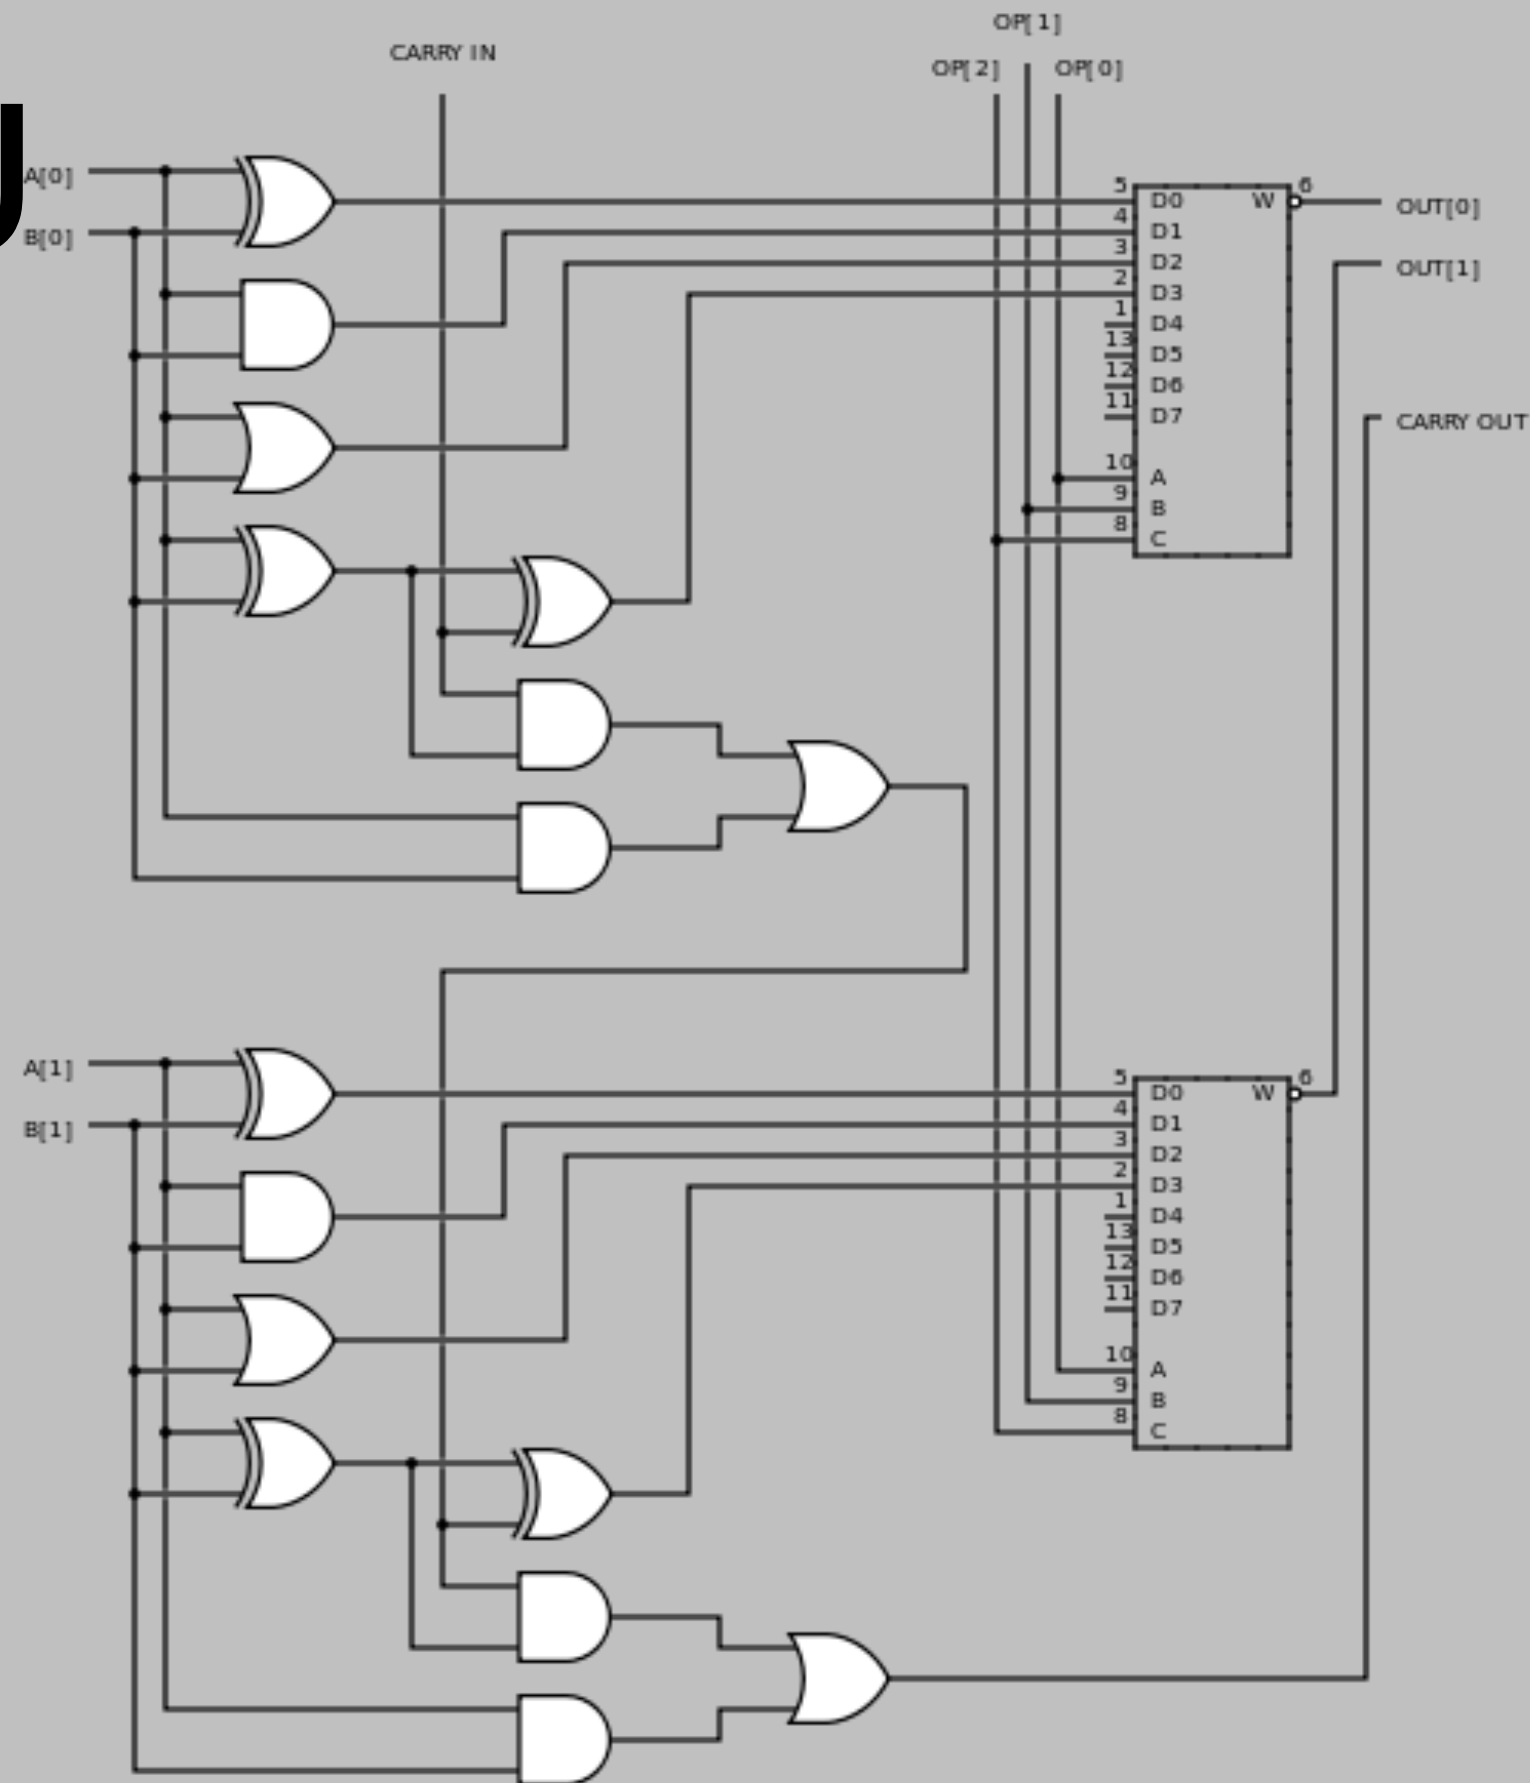 OP[1]
CARRY IN
OP[2] OP[0]
A[0]
B[0]
5 D0 W 6 OUT[0]
4 D1
3 D2 OUT[1]
2 D3
1 D4
13 D5
12 D6
11 D7 CARRY OUT
10 A
9 B
8 C
A[1]
B[1]
5 D0 W 6
4 D1
3 D2
2 D3
1 D4
13 D5
12 D6
11 D7
10 A
9 B
8 C